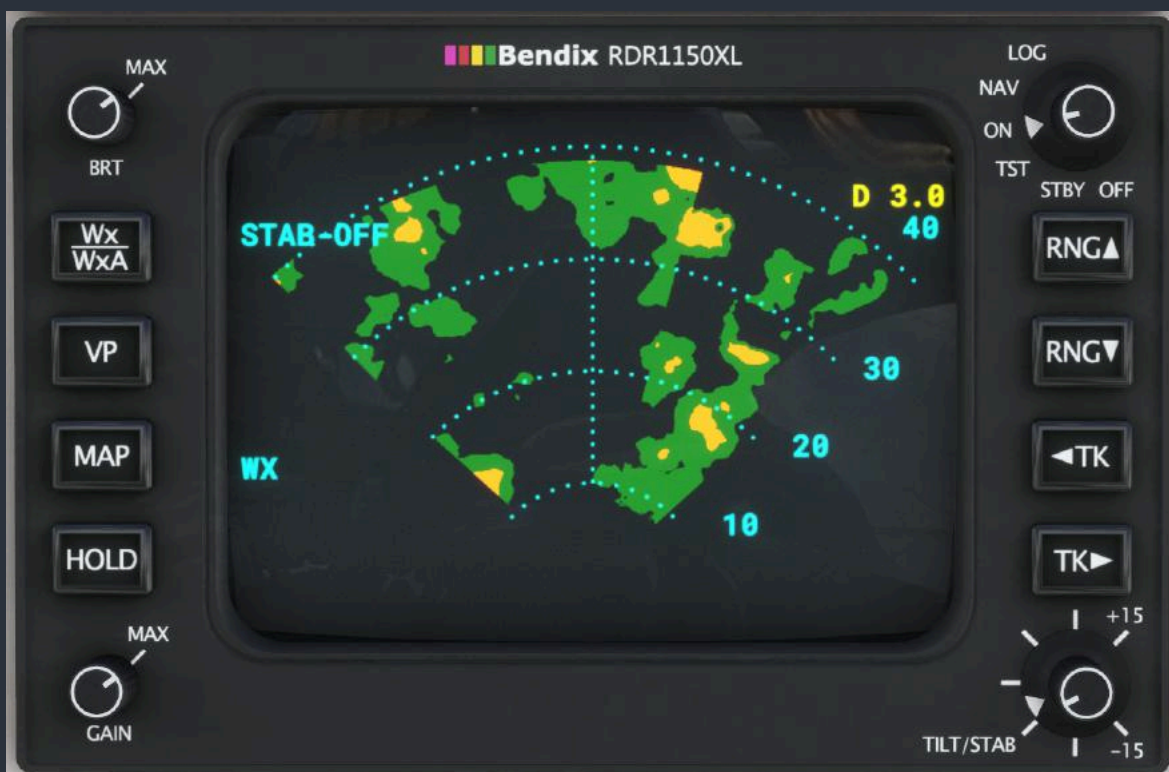 Bendix RDR1150XL
MAX
BRT
LOG
NAV
ON
TST
STBY OFF
Wx
WxA
VP
MAP
HOLD
MAX
GAIN
STAB-OFF
WX
D 3.0
40
30
20
10
RNG▲
RNG▼
◄TK
TK►
+15
TILT/STAB
-15